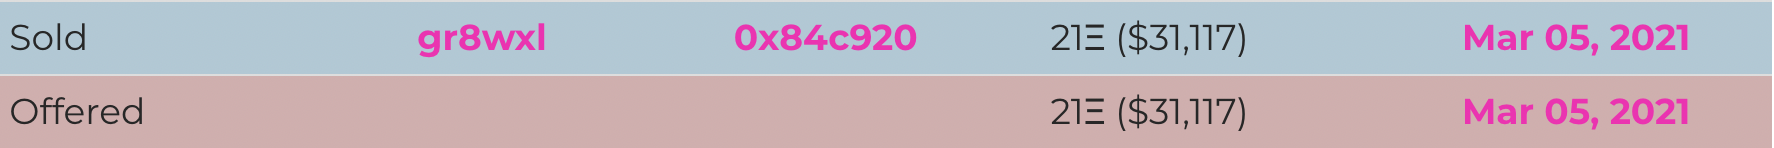 Sold gr8wxl 0x84c920 21Ξ ($31,117) Mar 05, 2021
Offered 21Ξ ($31,117) Mar 05, 2021